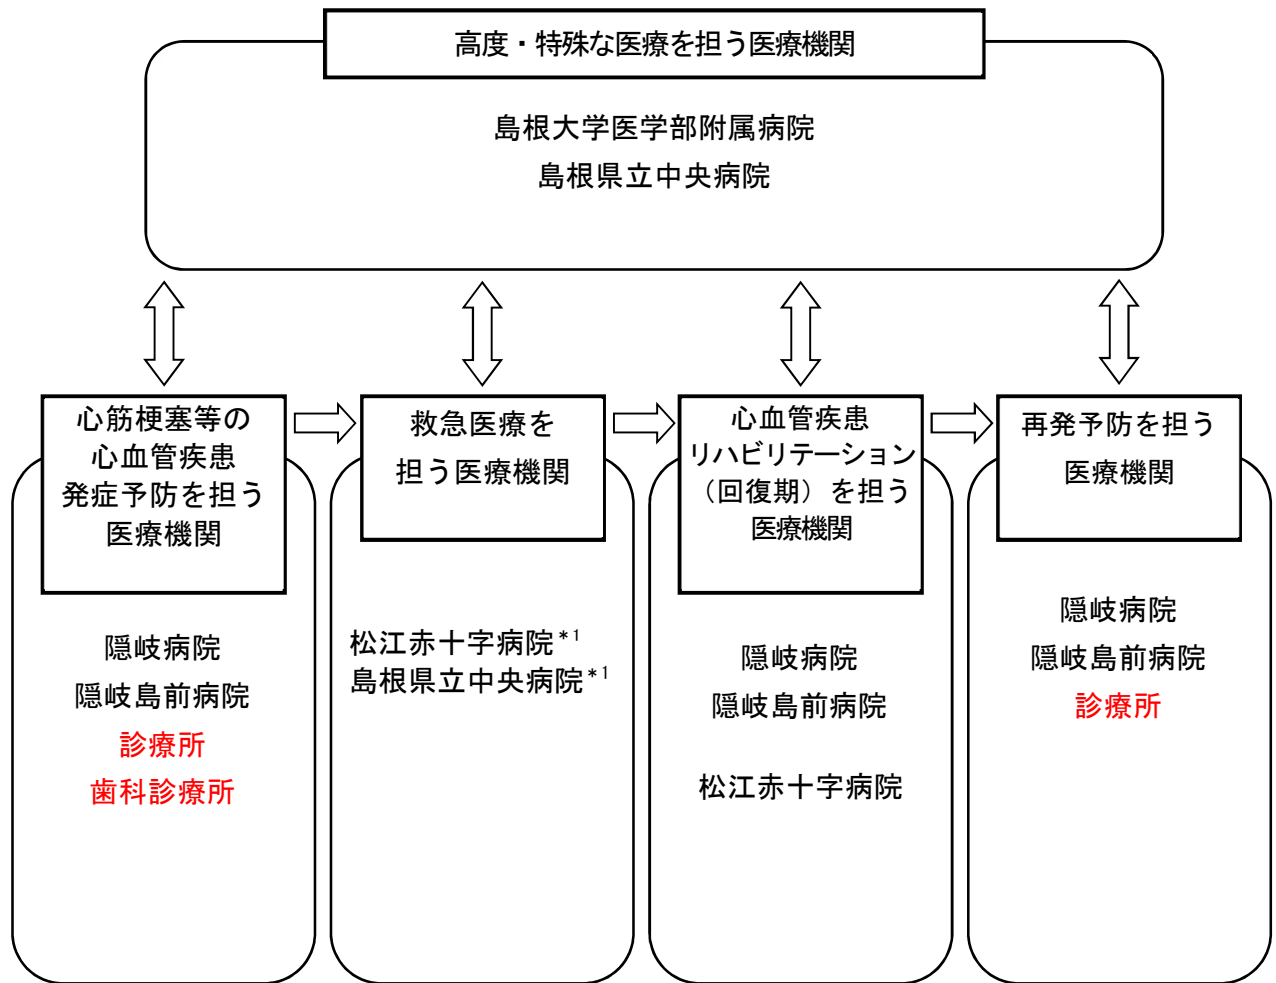 高度・特殊な医療を担う医療機関
島根大学医学部附属病院
島根県立中央病院
心筋梗塞等の
心血管疾患
発症予防を担う
医療機関
隠岐病院
隠岐島前病院
診療所
歯科診療所
救急医療を
担う医療機関
松江赤十字病院*1
島根県立中央病院*1
心血管疾患
リハビリテーション
（回復期）を担う
医療機関
隠岐病院
隠岐島前病院
松江赤十字病院
再発予防を担う
医療機関
隠岐病院
隠岐島前病院
診療所